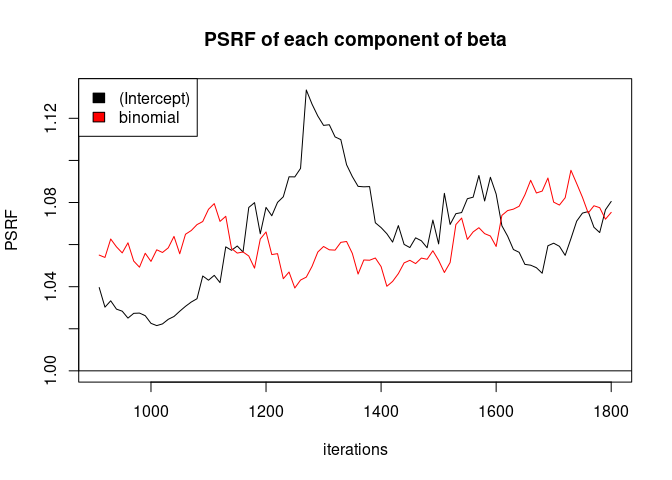 PSRF of each component of beta
(Intercept)
binomial
PSRF
1.12
1.08
1.04
1.00
1000 1200 1400 1600 1800
iterations